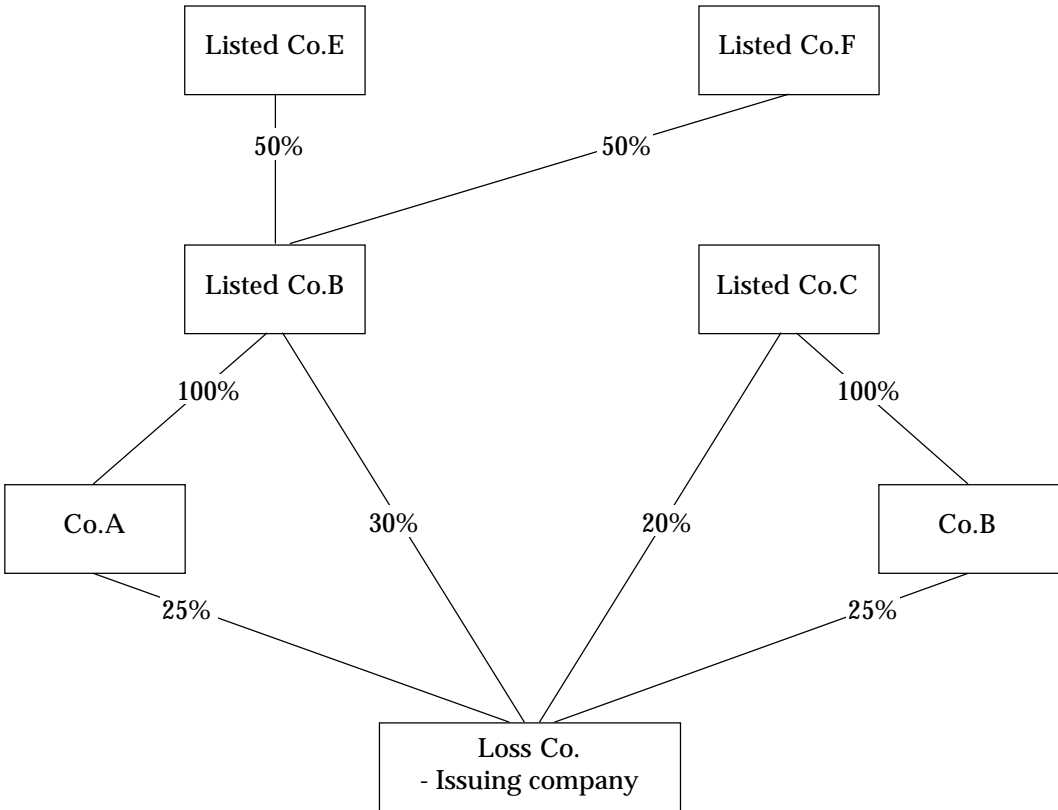 Listed Co.E
Listed Co.F
50%
50%
Listed Co.B
Listed Co.C
100%
100%
Co.A
30%
20%
Co.B
25%
25%
Loss Co.
- Issuing company